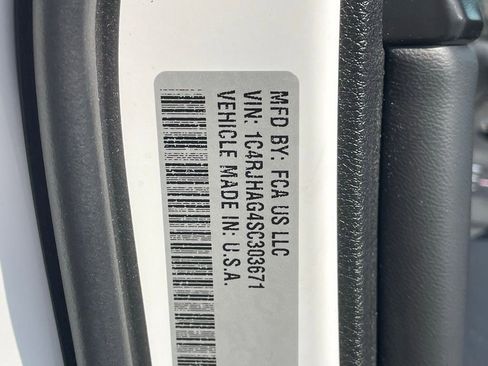 MFD BY: FCA US LLC
VIN: 1C4RJHAG4SC303671
VEHICLE MADE IN: U.S.A.